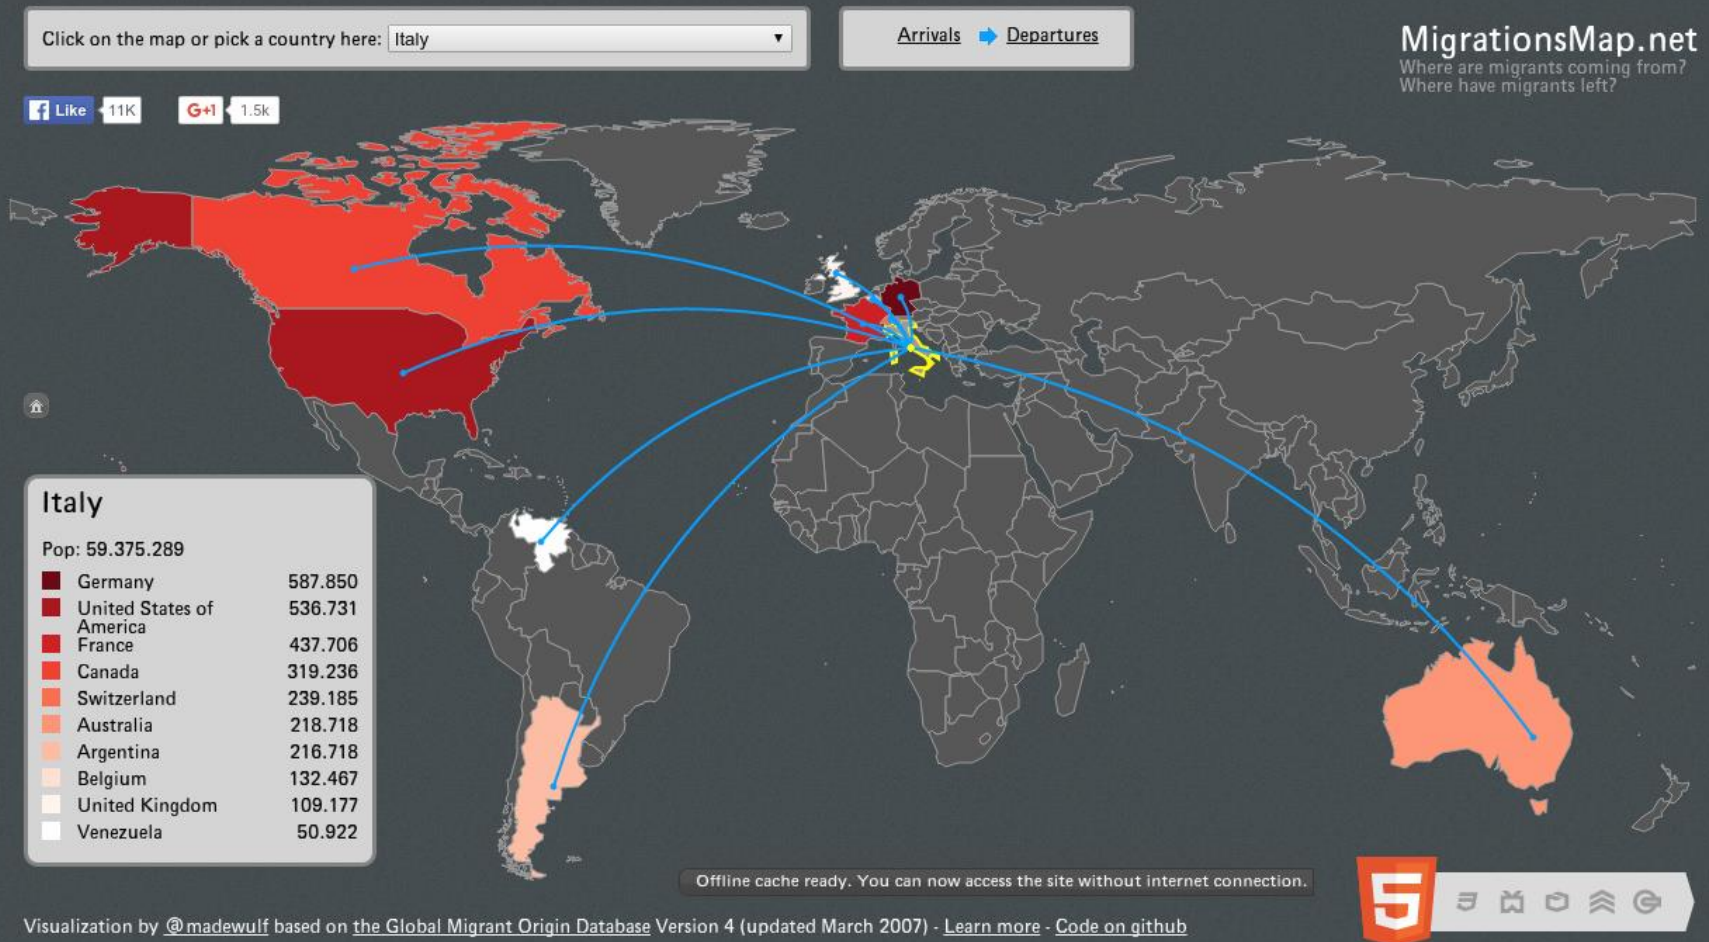 Click on the map or pick a country here: Italy
Arrivals Departures
MigrationsMap.net
Where are migrants coming from?
Where have migrants left?
Like 11K G+1 1.5k
Italy
Pop: 59.375.289
Germany 587.850
United States of 536.731
America
France 437.706
Canada 319.236
Switzerland 239.185
Australia 218.718
Argentina 216.718
Belgium 132.467
United Kingdom 109.177
Venezuela 50.922
Offline cache ready. You can now access the site without internet connection.
5
Visualization by @madewulf based on the Global Migrant Origin Database Version 4 (updated March 2007) - Learn more - Code on github